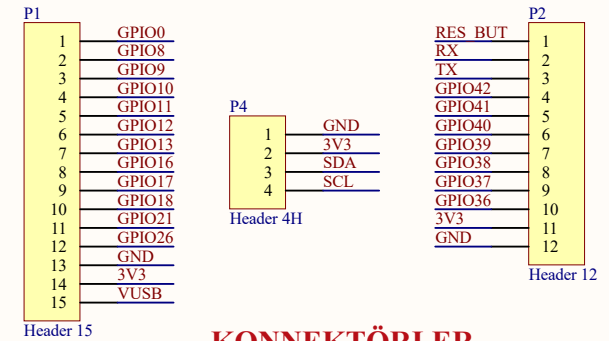 P1
1 GPIO0
2 GPIO8
3 GPIO9
4 GPIO10
5 GPIO11
6 GPIO12
7 GPIO13
8 GPIO16
9 GPIO17
10 GPIO18
11 GPIO21
12 GPIO26
13 GND
14 3V3
15 VUSB
Header 15
P4
1 GND
2 3V3
3 SDA
4 SCL
Header 4H
P2
RES_BUT 1
RX 2
TX 3
GPIO42 4
GPIO41 5
GPIO40 6
GPIO39 7
GPIO38 8
GPIO37 9
GPIO36 10
3V3 11
GND 12
Header 12
KONNEKTÖRLER